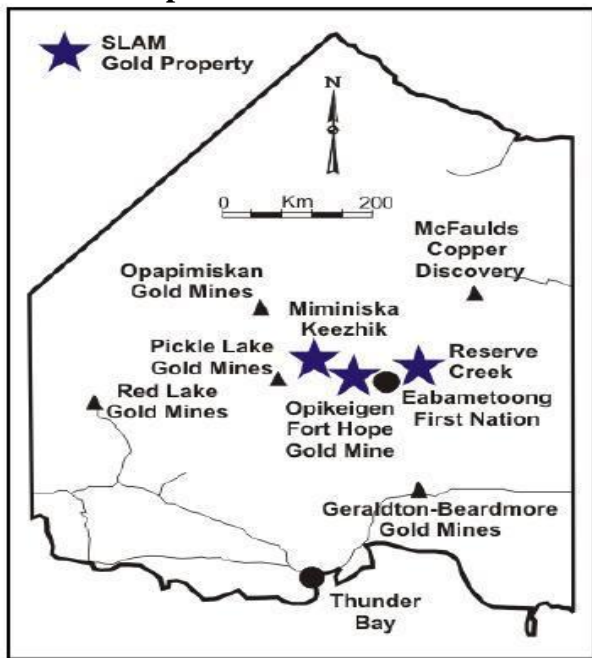 SLAM
Gold Property
N
0 Km 200
McFaulds
Copper
Discovery
Opapimiskan
Gold Mines
Miminiska
Keezhik
Pickle Lake
Gold Mines
Reserve
Creek
Red Lake
Gold Mines
Opikeigen
Fort Hope
Gold Mine
Eabametoong
First Nation
Geraldton-Beardmore
Gold Mines
Thunder
Bay